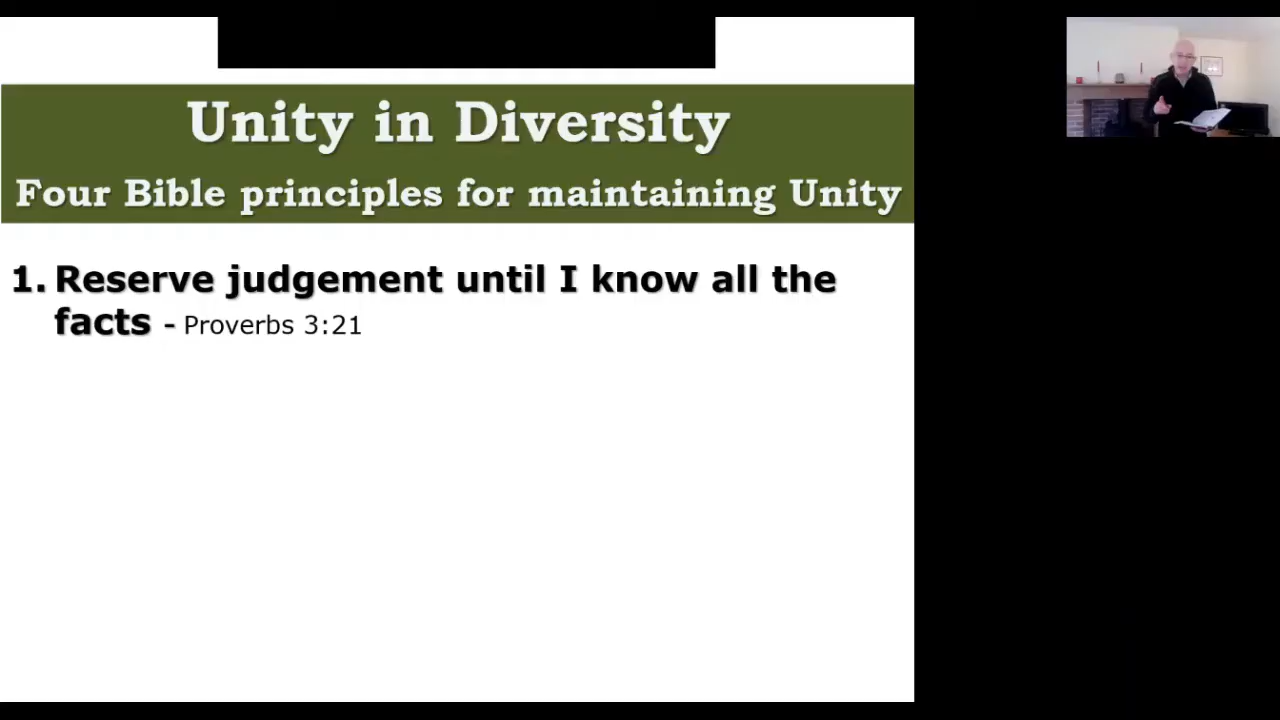 Unity in Diversity
Four Bible principles for maintaining Unity
1. Reserve judgement until I know all the
facts - Proverbs 3:21